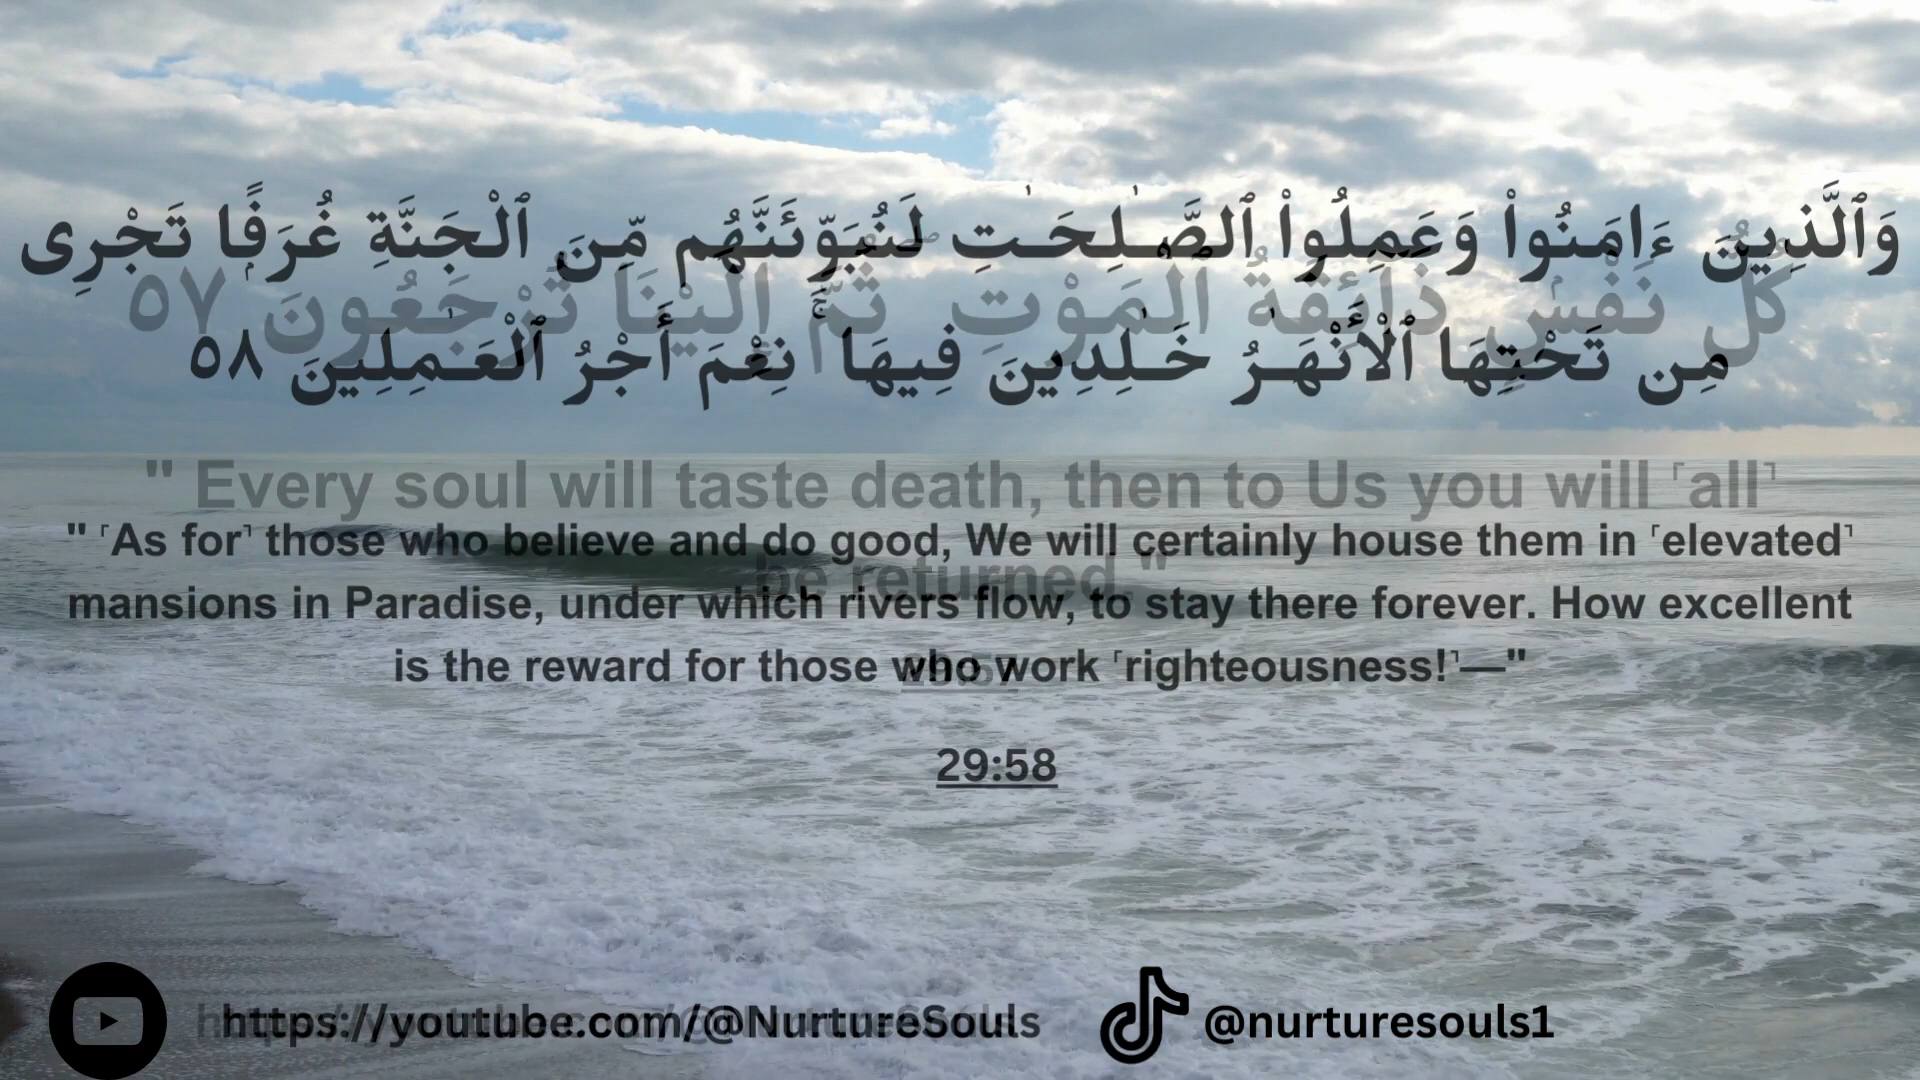 وَٱلَّذِينَ ءَامَنُوا۟ وَعَمِلُوا۟ ٱلصَّـٰلِحَـٰتِ لَنُبَوِّئَنَّهُم مِّنَ ٱلْجَنَّةِ غُرَفًۭا تَجْرِى
كُلُّ نَفْسٍۢ ذَآئِقَةُ ٱلْمَوْتِ ۖ ثُمَّ إِلَيْنَا تُرْجَعُونَ ٥٧
مِن تَحْتِهَا ٱلْأَنْهَـٰرُ خَـٰلِدِينَ فِيهَا ۚ نِعْمَ أَجْرُ ٱلْعَـٰمِلِينَ ٥٨
" Every soul will taste death, then to Us you will ˹all˺
" ˹As for˺ those who believe and do good, We will certainly house them in ˹elevated˺
be returned."
mansions in Paradise, under which rivers flow, to stay there forever. How excellent
is the reward for those who work ˹righteousness!˺—"
29:57
29:58
https://youtube.com/@NurtureSouls
@nurturesouls1